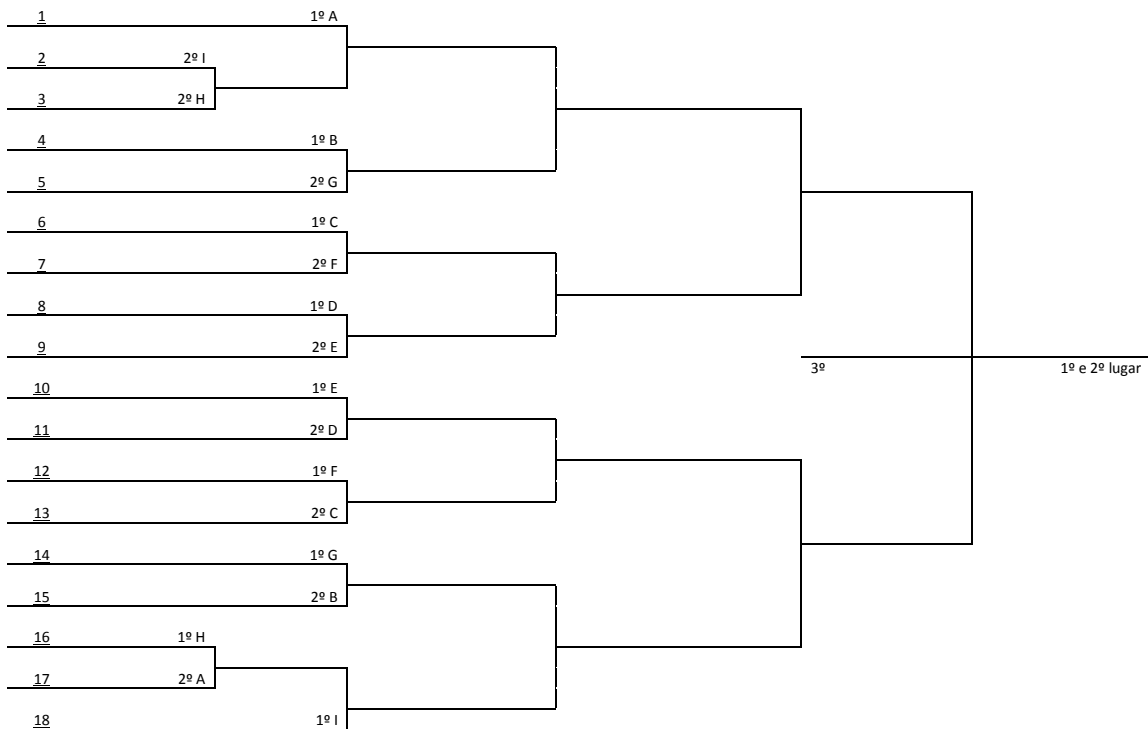 1 1º A
2 2º I
3 2º H
4 1º B
5 2º G
6 1º C
7 2º F
8 1º D
9 2º E
3º 1º e 2º lugar
10 1º E
11 2º D
12 1º F
13 2º C
14 1º G
15 2º B
16 1º H
17 2º A
18 1º I